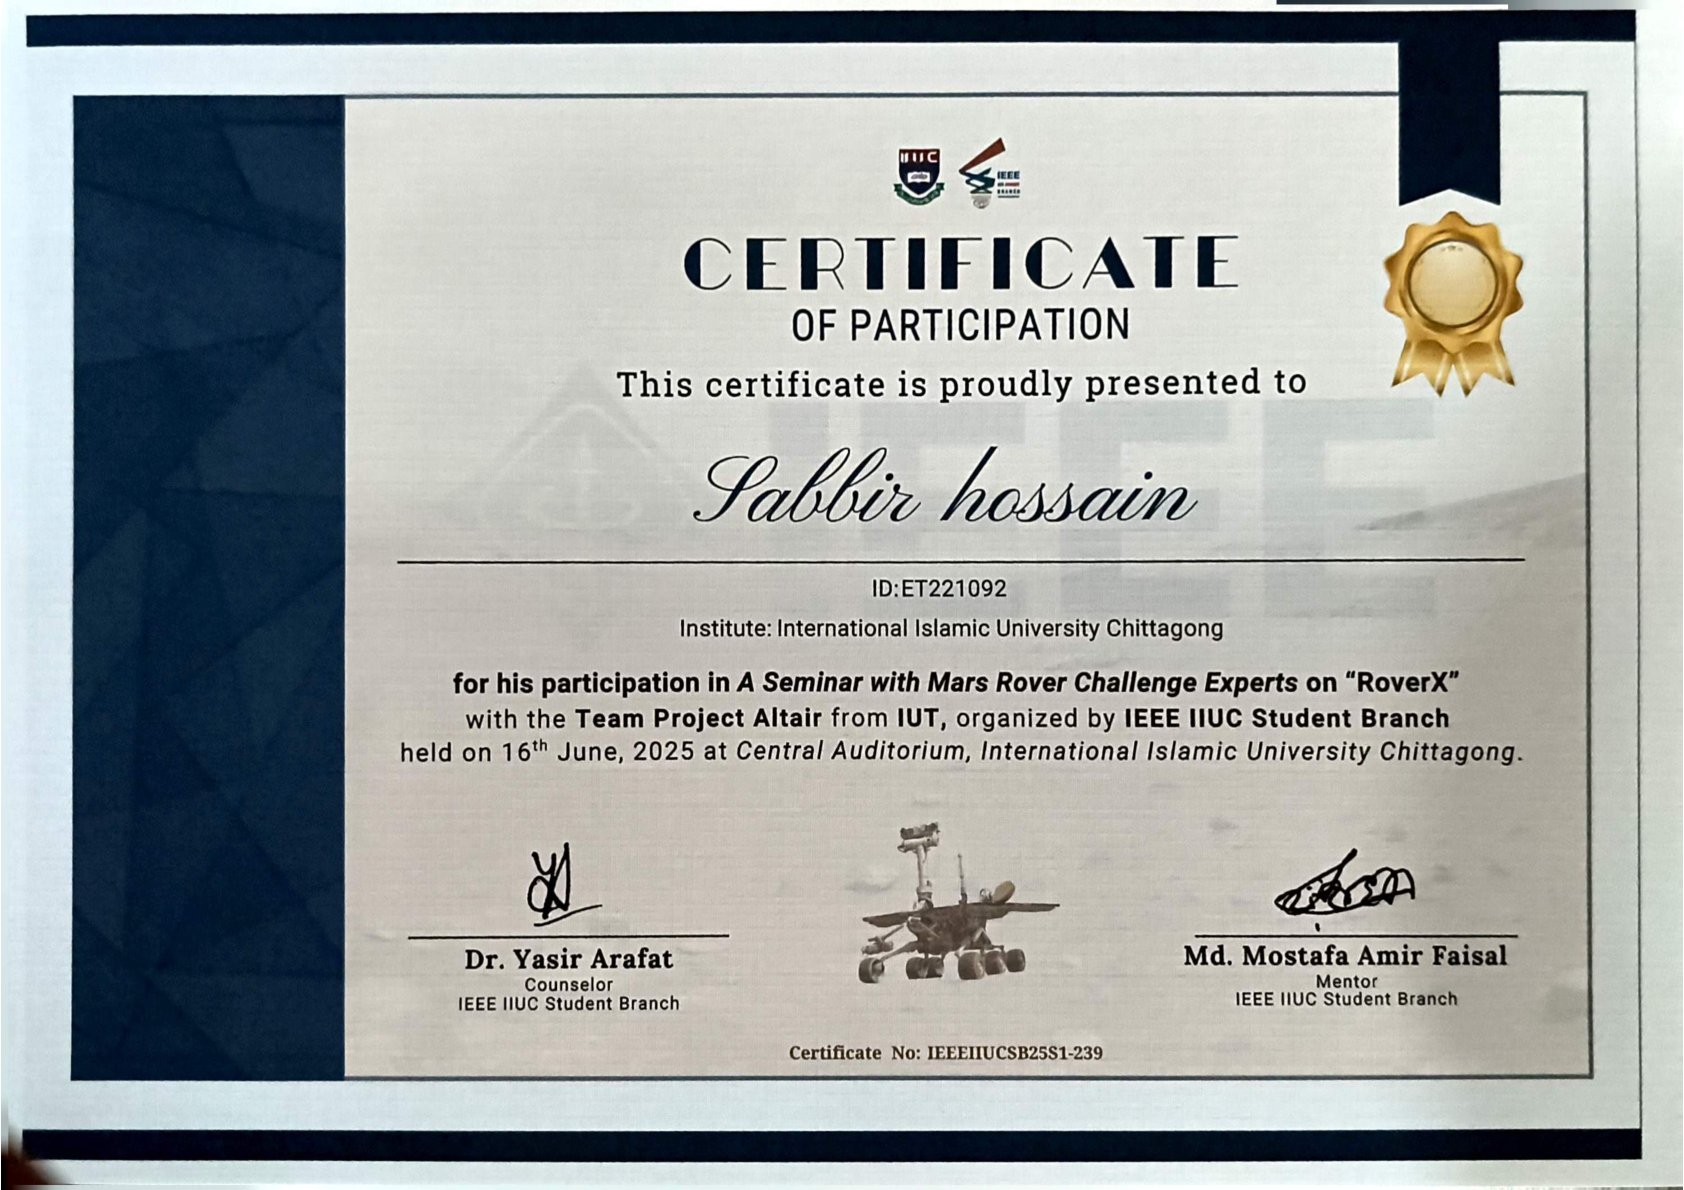 IIUC
IEEE
CERTIFICATE
OF PARTICIPATION
This certificate is proudly presented to
Sabbir hossain
ID:ET221092
Institute: International Islamic University Chittagong
for his participation in A Seminar with Mars Rover Challenge Experts on “RoverX”
with the Team Project Altair from IUT, organized by IEEE IIUC Student Branch
held on 16th June, 2025 at Central Auditorium, International Islamic University Chittagong.
Dr. Yasir Arafat
Counselor
IEEE IIUC Student Branch
Md. Mostafa Amir Faisal
Mentor
IEEE IIUC Student Branch
Certificate No: IEEEIIUCSB25S1-239